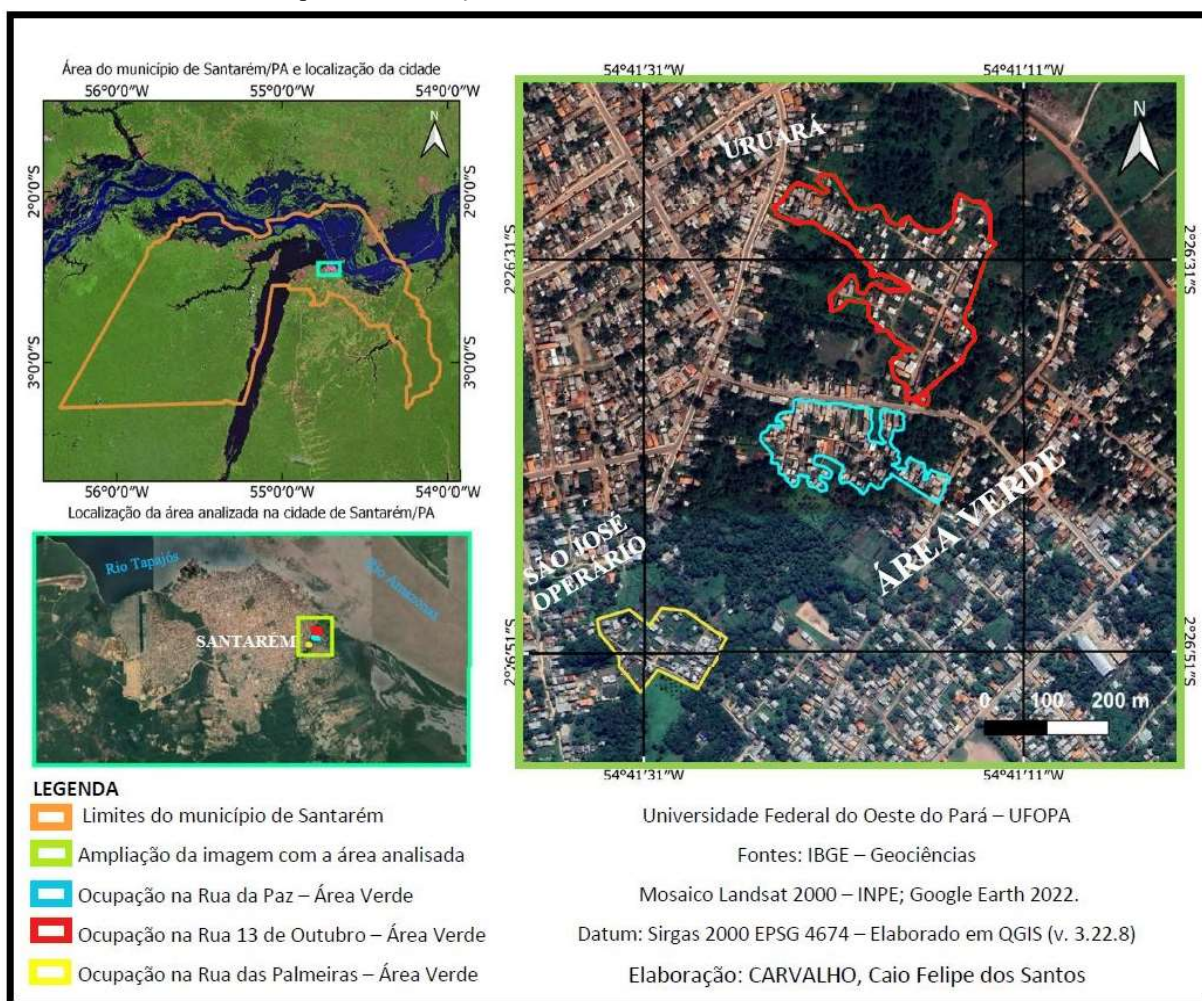 Área do município de Santarém/PA e localização da cidade
56°0'0"W 55°0'0"W 54°0'0"W
N
2°0'0"S 2°0'0"S
3°0'0"S 3°0'0"S
56°0'0"W 55°0'0"W 54°0'0"W
Localização da área analizada na cidade de Santarém/PA
Rio Tapajós
Rio Amazonas
SANTARÉM
54°41'31"W 54°41'11"W
N
URUARÁ
2°26'31"S 2°26'31"S
ÁREA VERDE
SÃO JOSÉ
OPERÁRIO
2°26'51"S 2°26'51"S
0 100 200 m
54°41'31"W 54°41'11"W
LEGENDA
Limites do município de Santarém
Ampliação da imagem com a área analisada
Ocupação na Rua da Paz – Área Verde
Ocupação na Rua 13 de Outubro – Área Verde
Ocupação na Rua das Palmeiras – Área Verde
Universidade Federal do Oeste do Pará – UFOPA
Fontes: IBGE – Geociências
Mosaico Landsat 2000 – INPE; Google Earth 2022.
Datum: Sirgas 2000 EPSG 4674 – Elaborado em QGIS (v. 3.22.8)
Elaboração: CARVALHO, Caio Felipe dos Santos